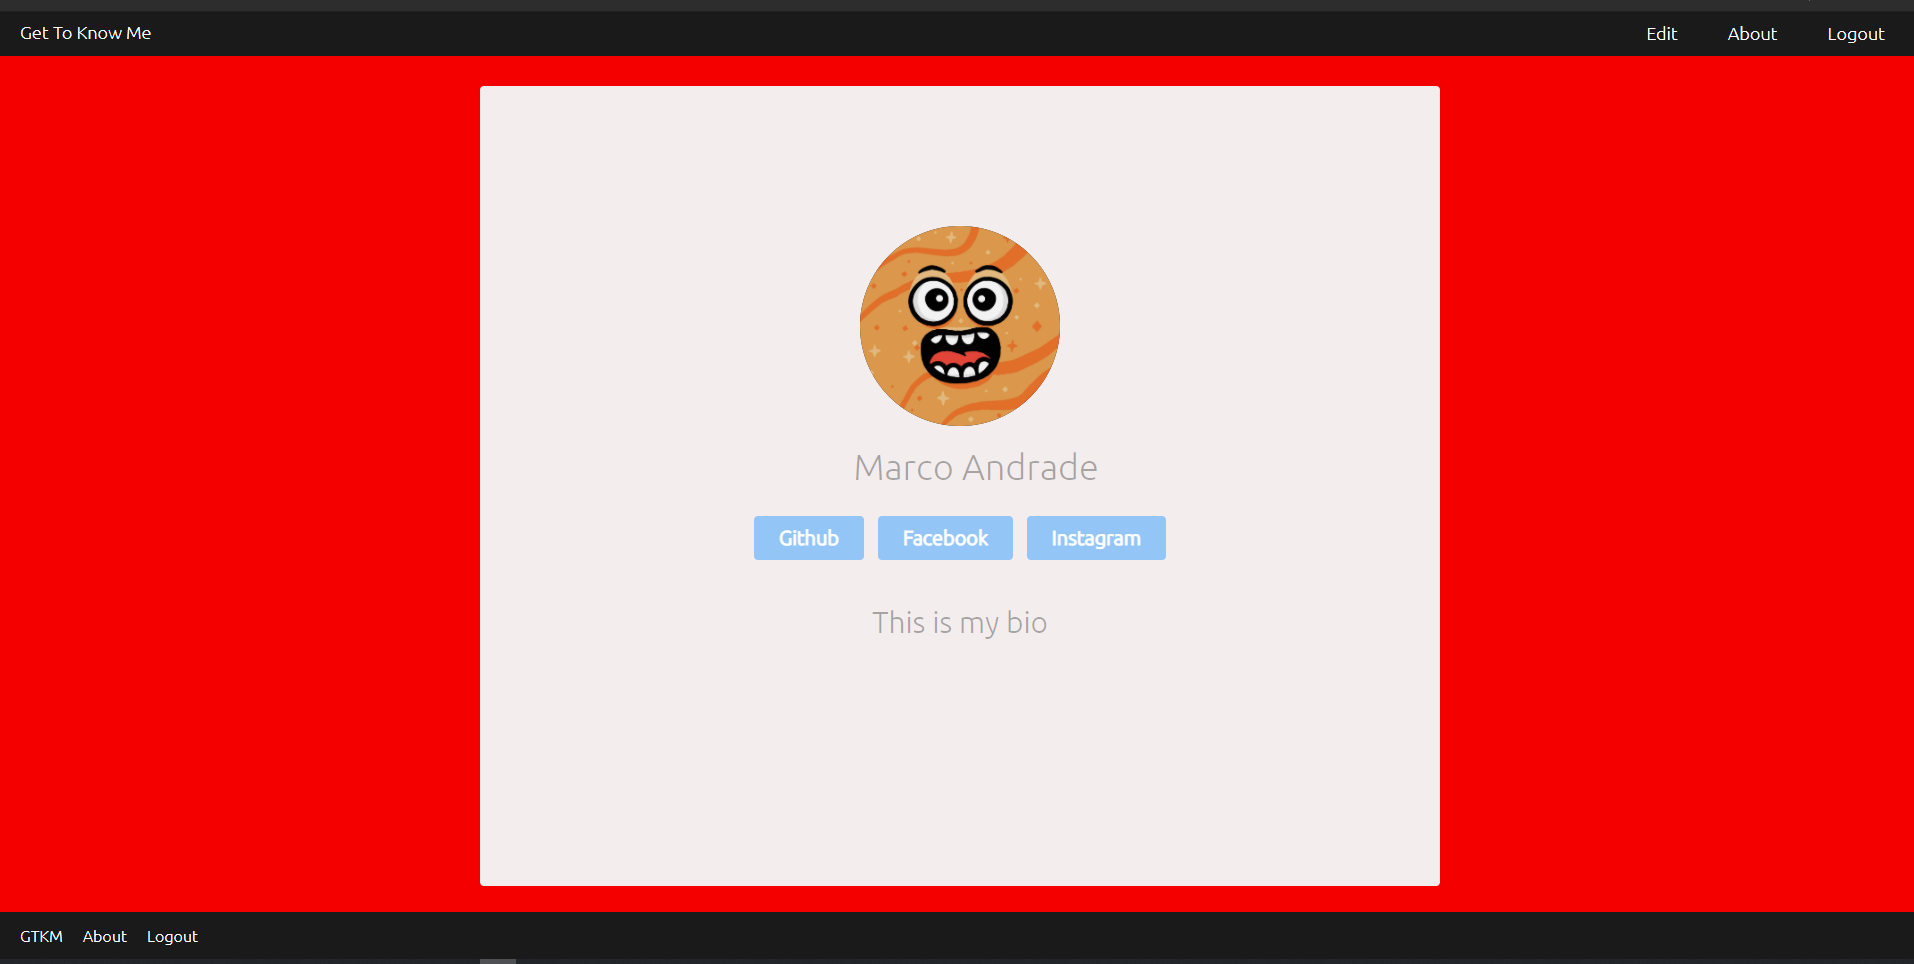 Get To Know Me Edit About Logout
Marco Andrade
Github Facebook Instagram
This is my bio
GTKM About Logout